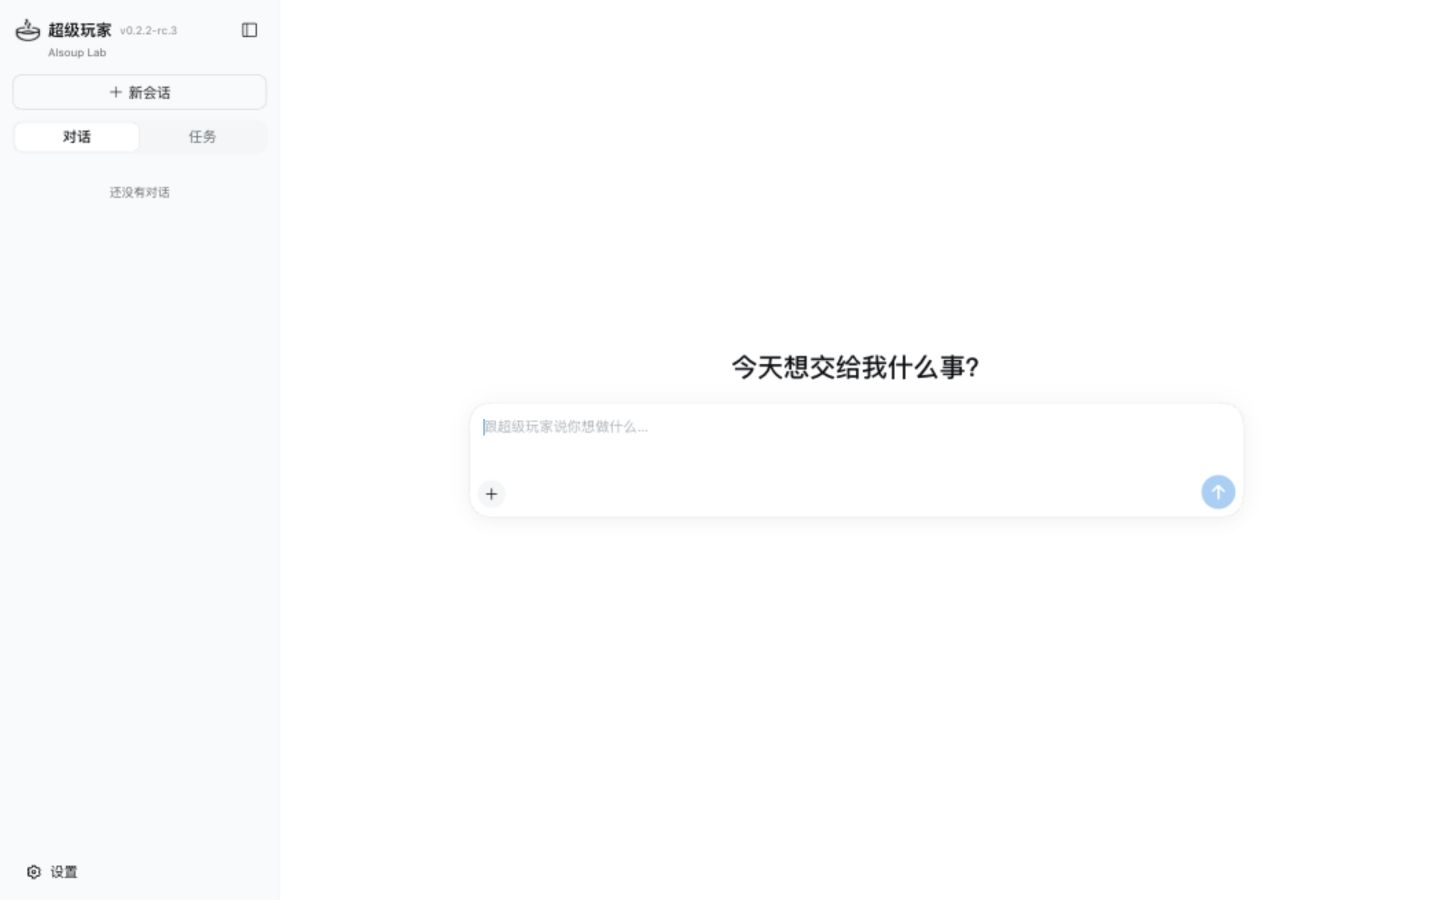 超级玩家 v0.2.2-rc.3
AIsoup Lab
新会话
对话 任务
还没有对话
今天想交给我什么事?
跟超级玩家说你想做什么...
设置